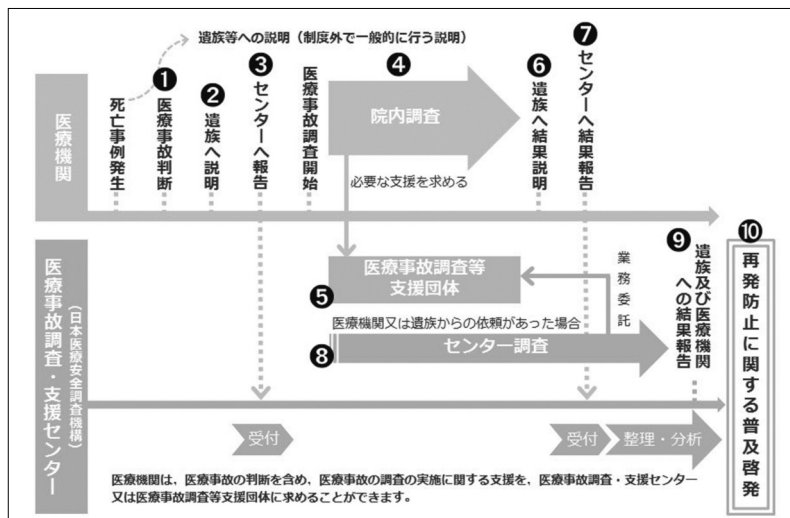 遺族等への説明（制度外で一般的に行う説明）
医療機関
死亡事例発生
❶医療事故判断
❷遺族へ説明
❸センターへ報告
医療事故調査開始
❹
院内調査
❻遺族へ結果説明
❼センターへ結果報告
必要な支援を求める
医療事故調査・支援センター
（日本医療安全調査機構）
❺
医療事故調査等
支援団体
業務委託
医療機関又は遺族からの依頼があった場合
❽
センター調査
❾遺族及び医療機関
への結果報告
❿再発防止に関する普及啓発
受付
受付
整理・分析
医療機関は，医療事故の判断を含め，医療事故の調査の実施に関する支援を，医療事故調査・支援センター
又は医療事故調査等支援団体に求めることができます。